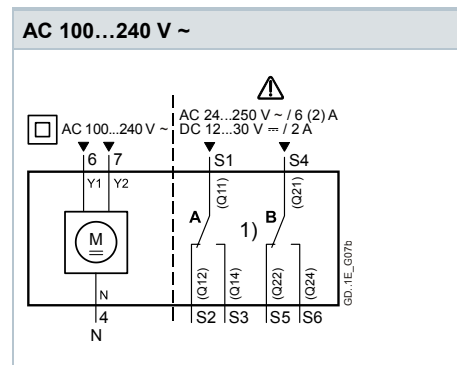 AC 100...240 V ~
AC 24...250 V ~ / 6 (2) A
AC 100...240 V ~ DC 12...30 V ⎓ / 2 A
6 7 S1 S4
Y1 Y2 (Q11) (Q21)
A B
M 1)
N (Q12) (Q14) (Q22) (Q24)
4 S2 S3 S5 S6
N
GD..1E_G07b